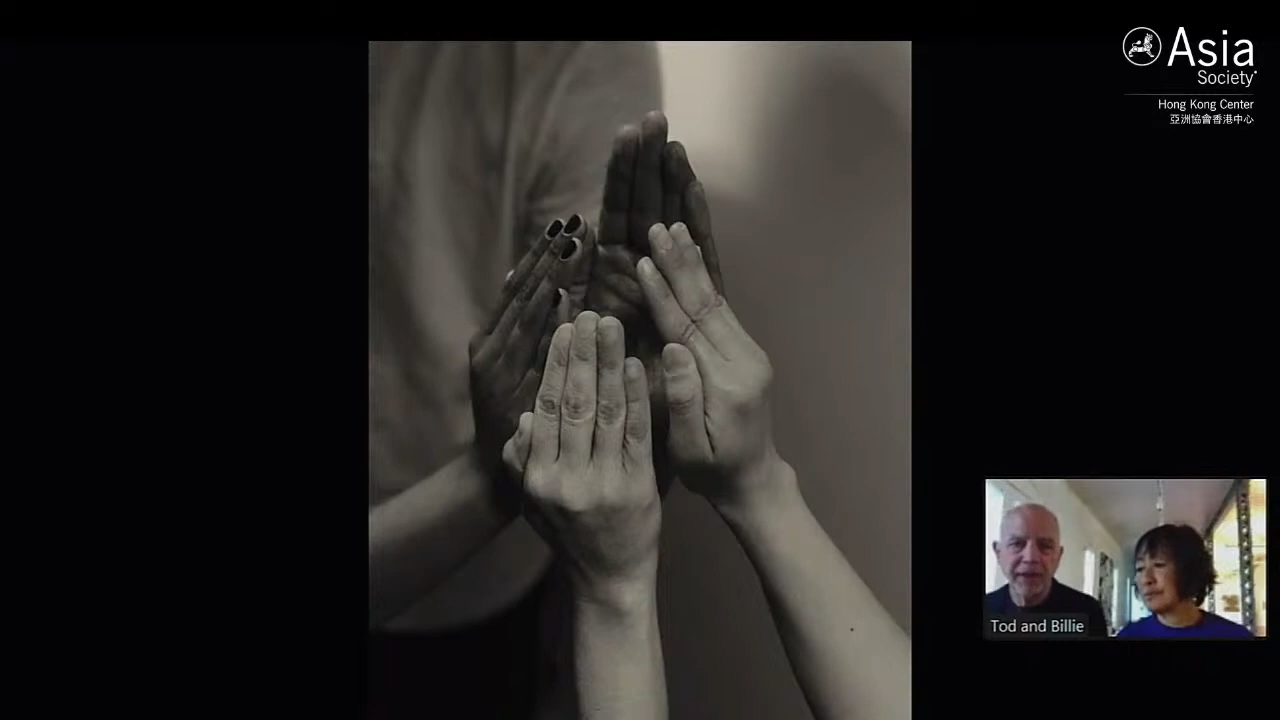 Asia
Society
Hong Kong Center
亞洲協會香港中心
Tod and Billie